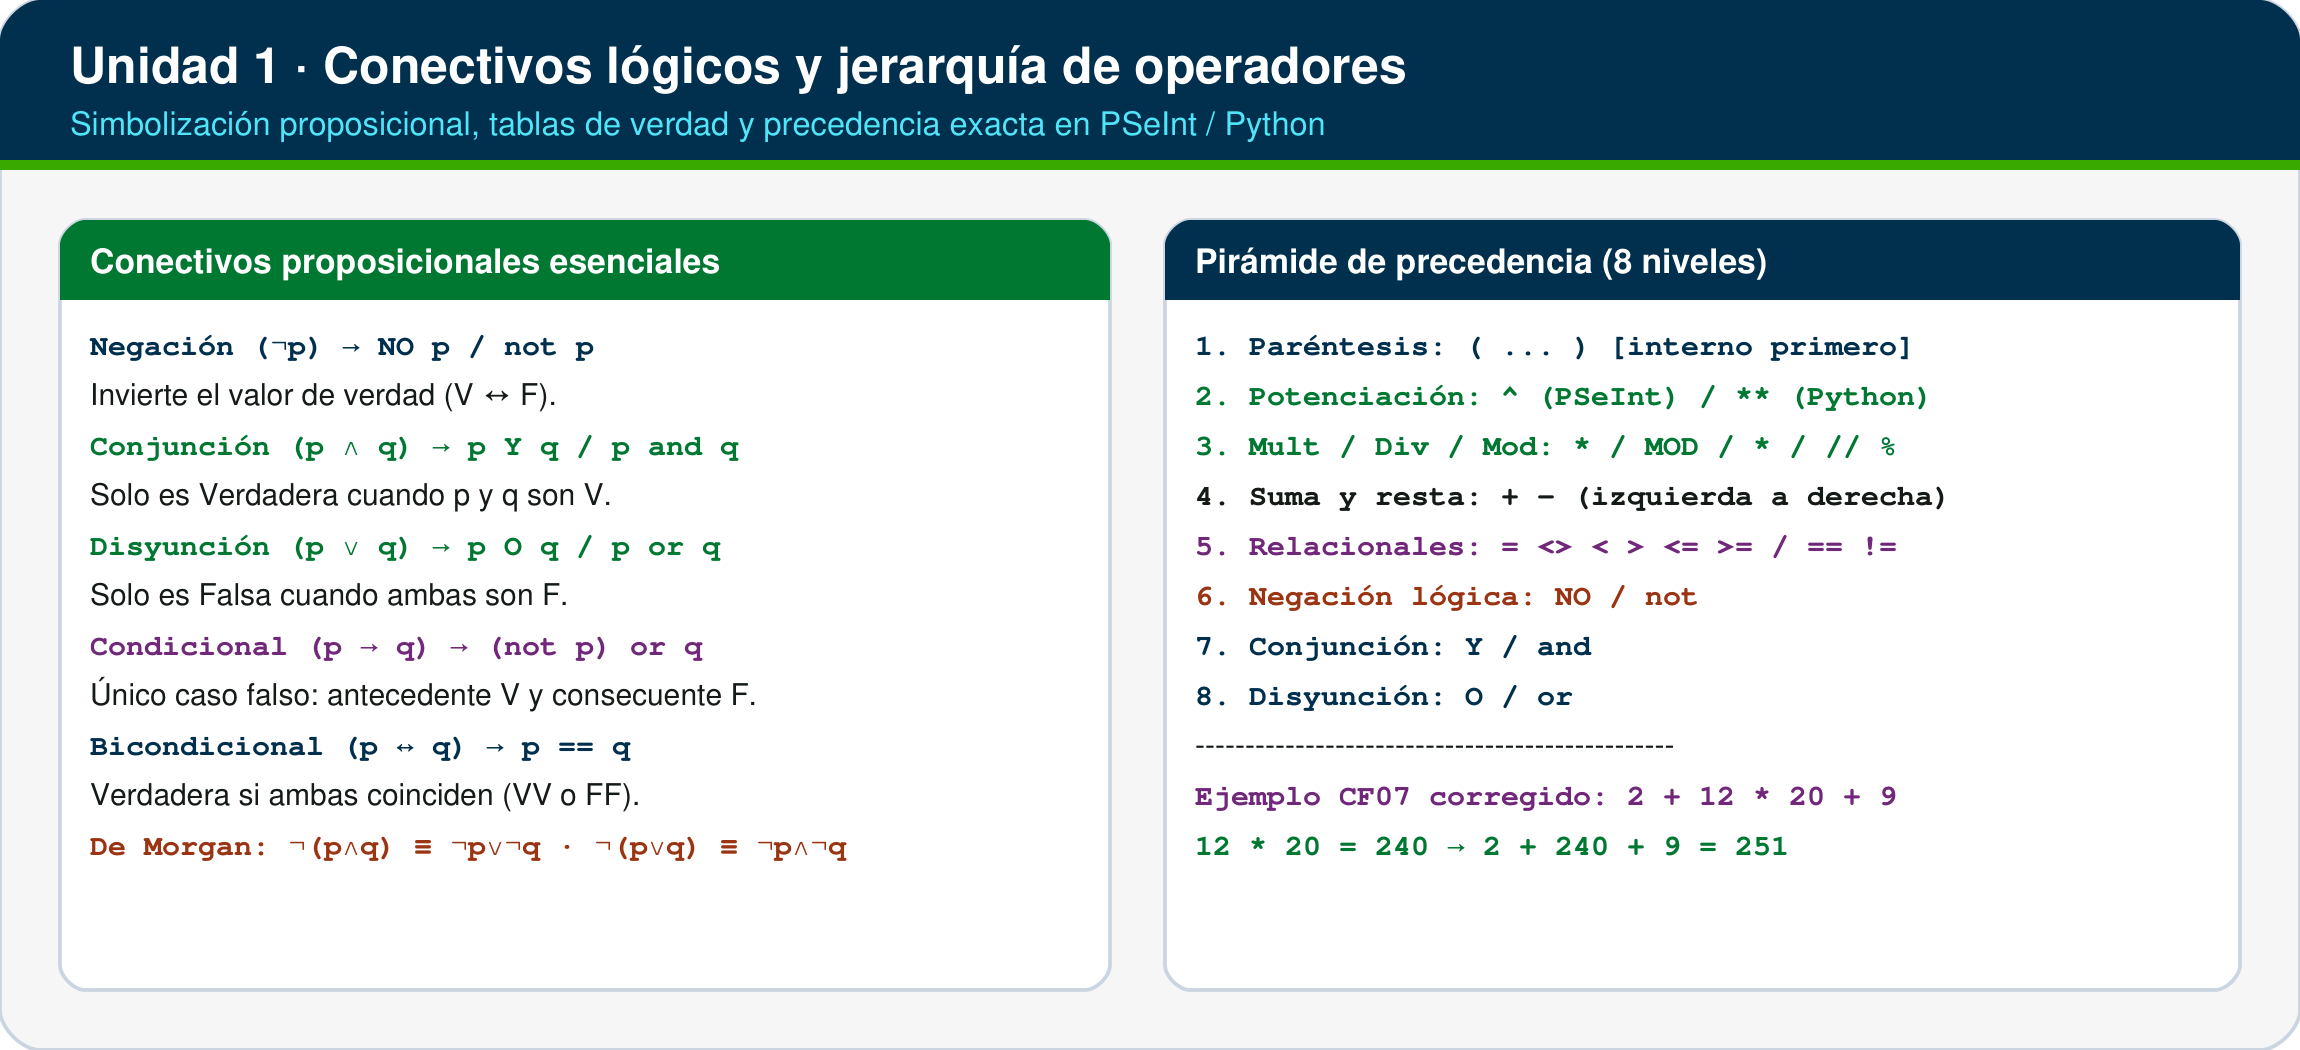 Unidad 1 · Conectivos lógicos y jerarquía de operadores
Simbolización proposicional, tablas de verdad y precedencia exacta en PSeInt / Python
Conectivos proposicionales esenciales
Negación (¬p) → NO p / not p
Invierte el valor de verdad (V ↔ F).
Conjunción (p ∧ q) → p Y q / p and q
Solo es Verdadera cuando p y q son V.
Disyunción (p ∨ q) → p O q / p or q
Solo es Falsa cuando ambas son F.
Condicional (p → q) → (not p) or q
Único caso falso: antecedente V y consecuente F.
Bicondicional (p ↔ q) → p == q
Verdadera si ambas coinciden (VV o FF).
De Morgan: ¬(p∧q) ≡ ¬p∨¬q · ¬(p∨q) ≡ ¬p∧¬q
Pirámide de precedencia (8 niveles)
1. Paréntesis: ( ... ) [interno primero]
2. Potenciación: ^ (PSeInt) / ** (Python)
3. Mult / Div / Mod: * / MOD / * / // %
4. Suma y resta: + − (izquierda a derecha)
5. Relacionales: = <> < > <= >= / == !=
6. Negación lógica: NO / not
7. Conjunción: Y / and
8. Disyunción: O / or
------------------------------------------------
Ejemplo CF07 corregido: 2 + 12 * 20 + 9
12 * 20 = 240 → 2 + 240 + 9 = 251